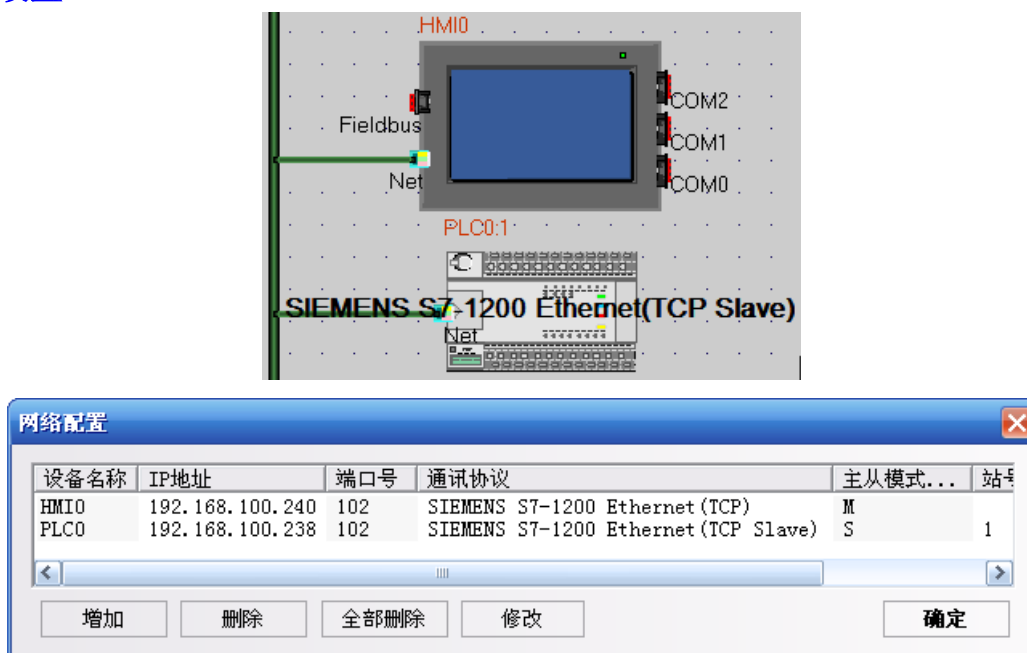 HMI0
COM2
Fieldbus
COM1
Net
COM0
PLC0:1
SIEMENS S7-1200 Ethernet(TCP Slave)
Net
网络配置
设备名称 IP地址 端口号 通讯协议 主从模式... 站号
HMI0 192.168.100.240 102 SIEMENS S7-1200 Ethernet(TCP) M
PLC0 192.168.100.238 102 SIEMENS S7-1200 Ethernet(TCP Slave) S 1
增加 删除 全部删除 修改 确定